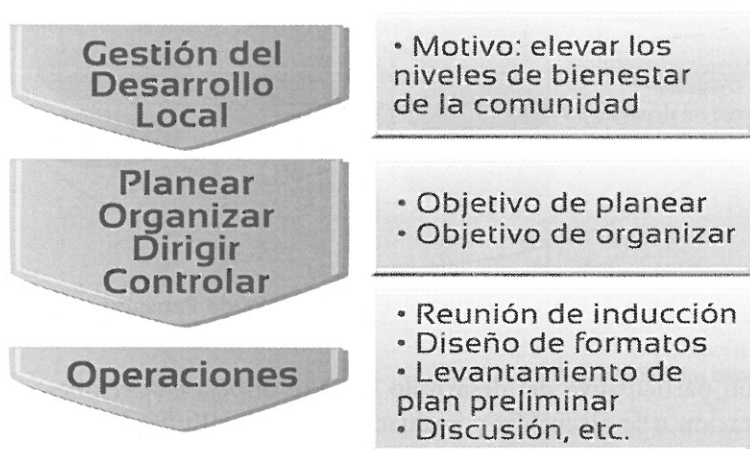 Gestión del
Desarrollo
Local
• Motivo: elevar los
niveles de bienestar
de la comunidad
Planear
Organizar
Dirigir
Controlar
• Objetivo de planear
• Objetivo de organizar
Operaciones
• Reunión de inducción
• Diseño de formatos
• Levantamiento de
plan preliminar
• Discusión, etc.